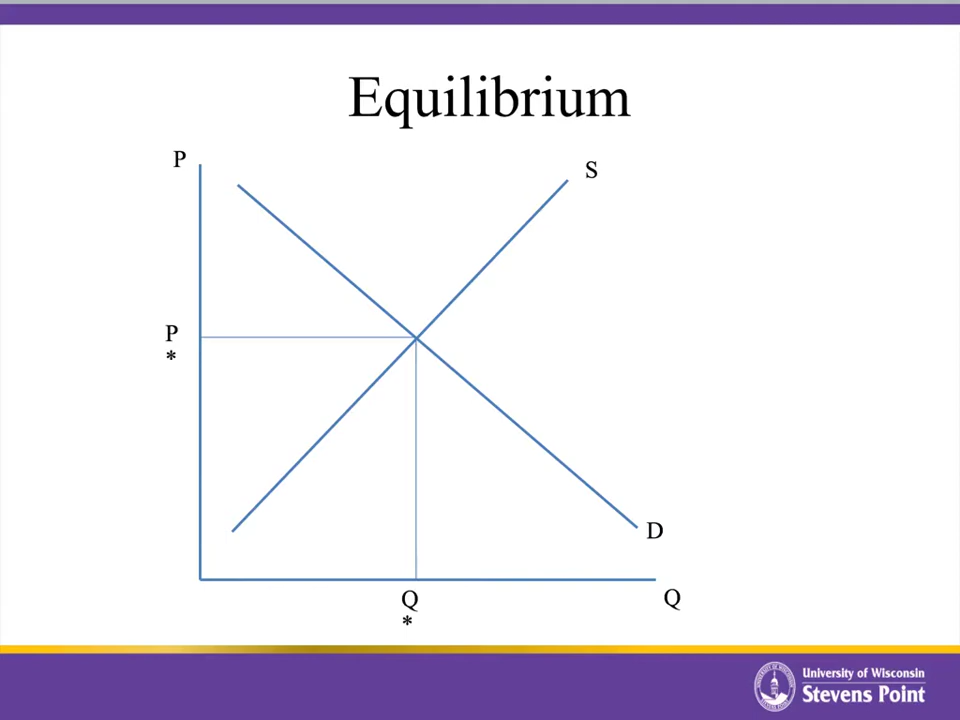 Equilibrium
P
S
P
*
D
Q
*
Q
University of Wisconsin
Stevens Point